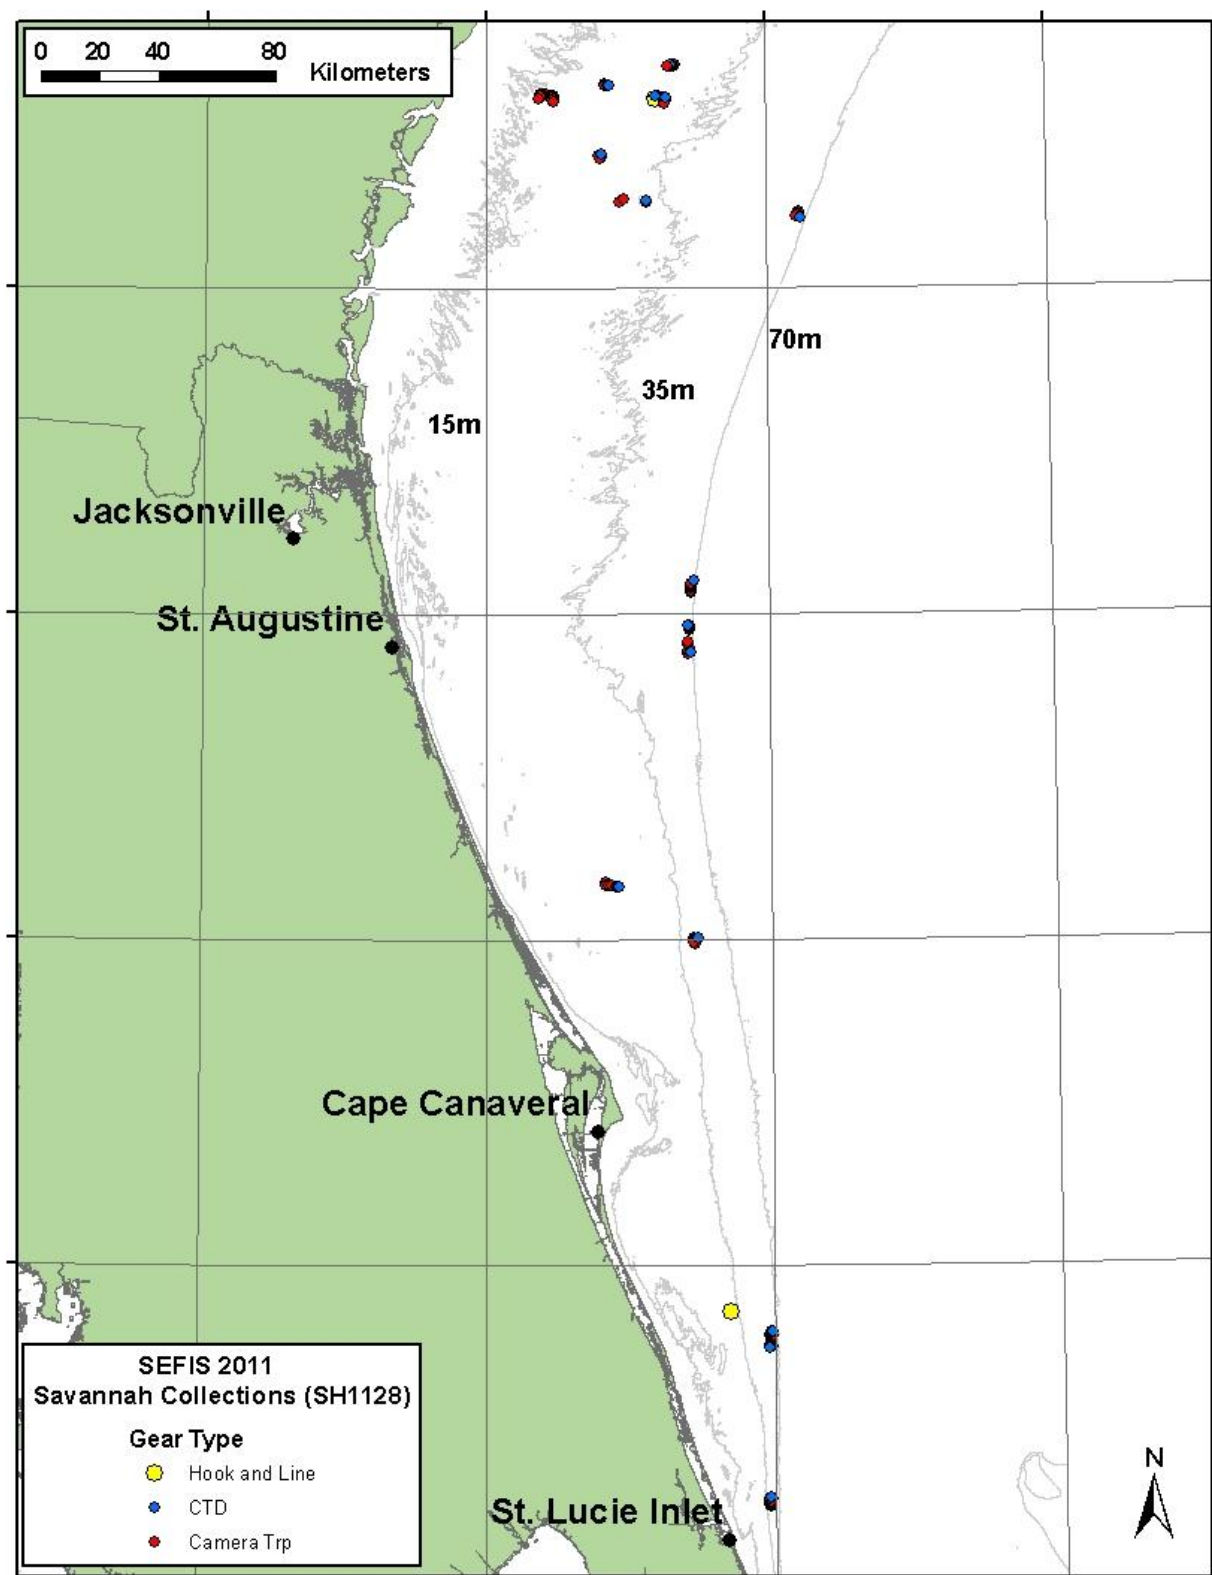 0 20 40 80
Kilometers
70m
35m
15m
Jacksonville
St. Augustine
Cape Canaveral
SEFIS 2011
Savannah Collections (SH1128)
Gear Type
Hook and Line
CTD
Camera Trp
St. Lucie Inlet
N